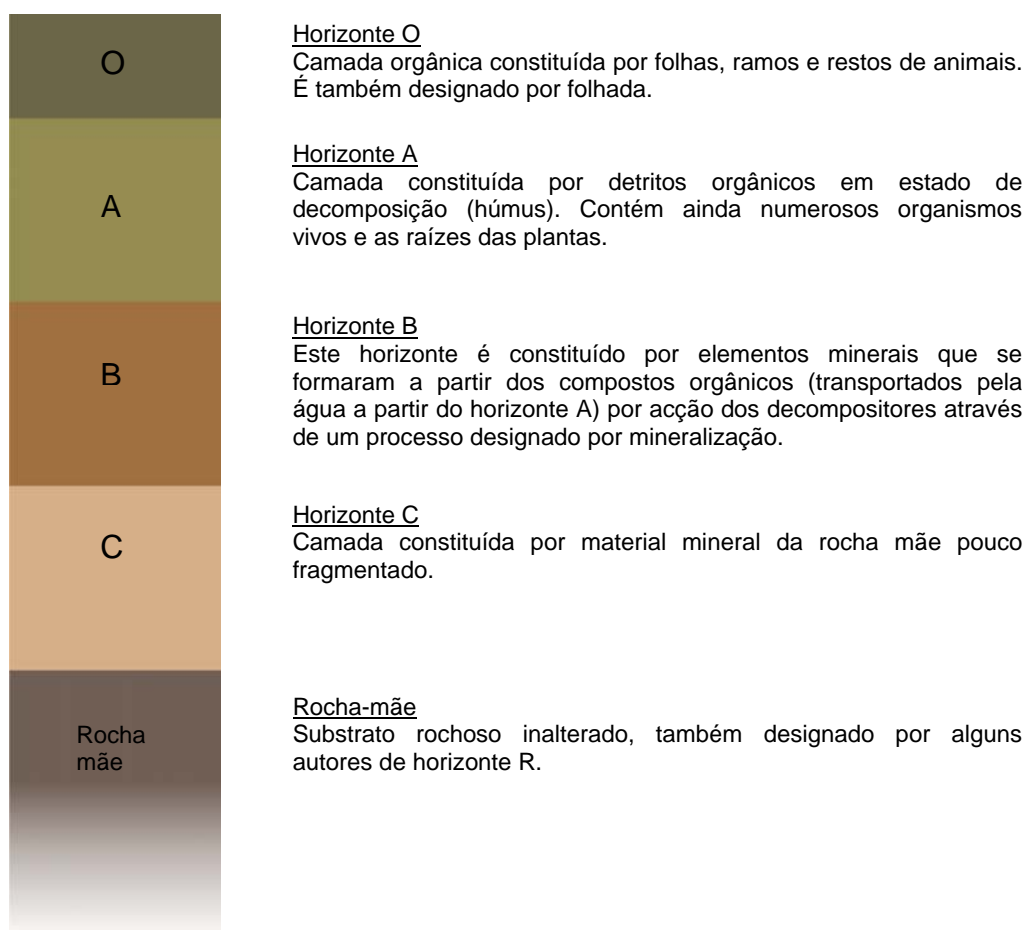 O
Horizonte O
Camada orgânica constituída por folhas, ramos e restos de animais.
É também designado por folhada.
A
Horizonte A
Camada constituída por detritos orgânicos em estado de
decomposição (húmus). Contém ainda numerosos organismos
vivos e as raízes das plantas.
B
Horizonte B
Este horizonte é constituído por elementos minerais que se
formaram a partir dos compostos orgânicos (transportados pela
água a partir do horizonte A) por acção dos decompositores através
de um processo designado por mineralização.
C
Horizonte C
Camada constituída por material mineral da rocha mãe pouco
fragmentado.
Rocha
mãe
Rocha-mãe
Substrato rochoso inalterado, também designado por alguns
autores de horizonte R.